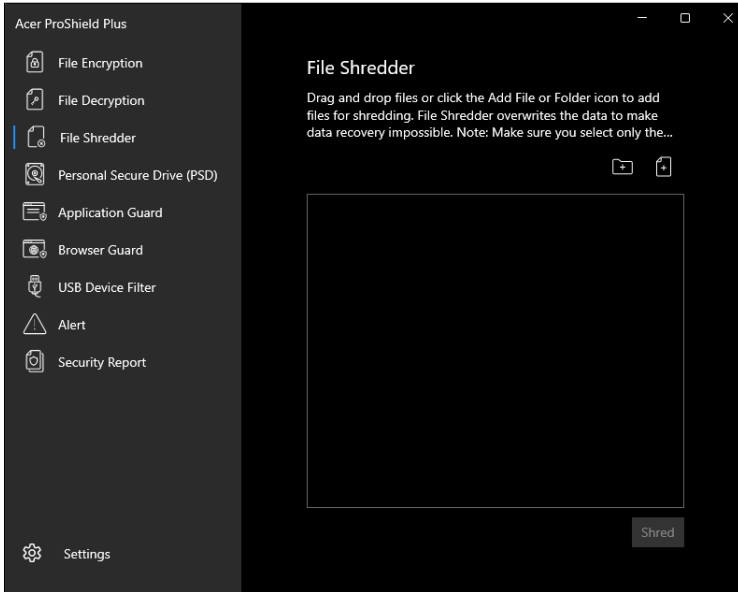 Acer ProShield Plus
File Encryption
File Decryption
File Shredder
Personal Secure Drive (PSD)
Application Guard
Browser Guard
USB Device Filter
Alert
Security Report
Settings
File Shredder
Drag and drop files or click the Add File or Folder icon to add
files for shredding. File Shredder overwrites the data to make
data recovery impossible. Note: Make sure you select only the...
Shred